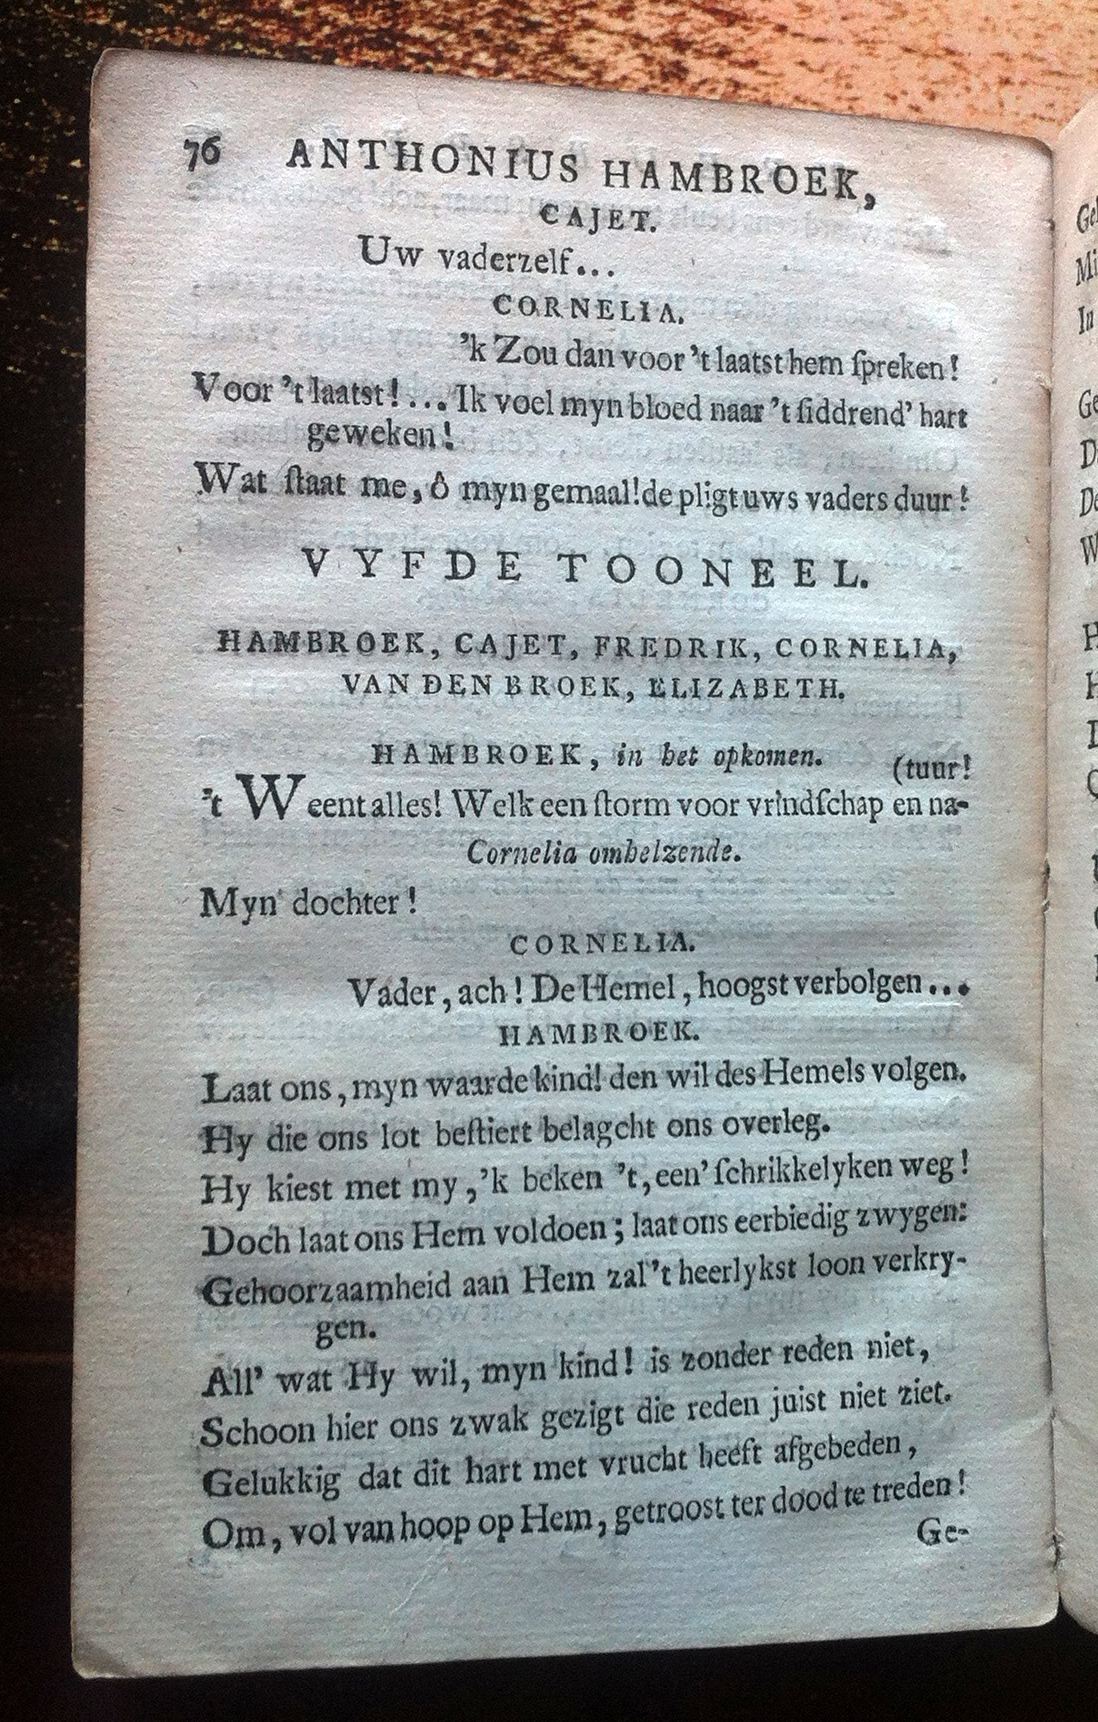 76 ANTHONIUS HAMBROEK,
CAJET.
Uw vaderzelf...
CORNELIA.
’k Zou dan voor ’t laatst hem ſpreken!
Voor ’t laatst!... Ik voel myn bloed naar ’t ſiddrend’ hart
geweken!
Wat ſtaat me, ô myn gemaal! de pligt uws vaders duur!
VYFDE TOONEEL.
HAMBROEK, CAJET, FREDRIK, CORNELIA,
VAN DEN BROEK, ELIZABETH.
HAMBROEK, in het opkomen.
(tuur!
’t Weent alles! Welk een ſtorm voor vrindſchap en na-
Cornelia omhelzende.
Myn dochter!
CORNELIA.
Vader, ach! De Hemel, hoogst verbolgen...
HAMBROEK.
Laat ons, myn waarde kind! den wil des Hemels volgen.
Hy die ons lot beſtiert belagcht ons overleg.
Hy kiest met my, ’k beken ’t, een’ ſchrikkelyken weg!
Doch laat ons Hem voldoen; laat ons eerbiedig zwygen:
Gehoorzaamheid aan Hem zal ’t heerlykst loon verkry-
gen.
All’ wat Hy wil, myn kind! is zonder reden niet,
Schoon hier ons zwak gezigt die reden juist niet ziet.
Gelukkig dat dit hart met vrucht heeft afgebeden,
Om, vol van hoop op Hem, getroost ter dood te treden!
Ge-